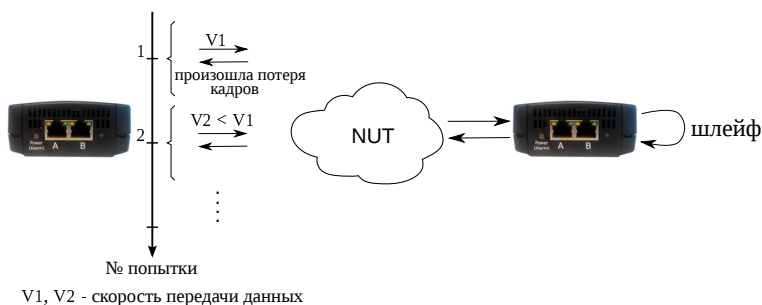 1
V1
произошла потеря
кадров
V2 < V1
2
NUT
Power
(Alarm)
A
B
Power
(Alarm)
A
B
шлейф
№ попытки
V1, V2 - скорость передачи данных